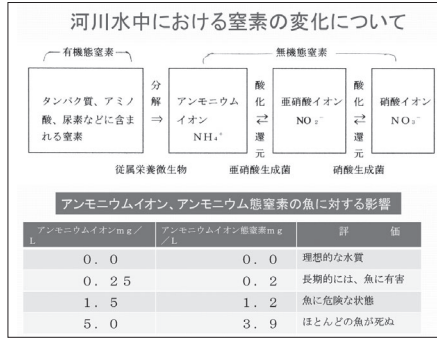 河川水中における窒素の変化について
有機態窒素
無機態窒素
タンパク質、アミノ
酸、尿素などに含ま
れる窒素
分
解
⇒
アンモニウム
イオン
NH₄⁺
酸
化
⇄
還
元
亜硝酸イオン
NO₂⁻
酸
化
⇄
還
元
硝酸イオン
NO₃⁻
従属栄養微生物 亜硝酸生成菌 硝酸生成菌
アンモニウムイオン、アンモニウム態窒素の魚に対する影響
アンモニウムイオンmg/L アンモニウムイオン態窒素mg/L 評 価
0.0 0.0 理想的な水質
0.25 0.2 長期的には、魚に有害
1.5 1.2 魚に危険な状態
5.0 3.9 ほとんどの魚が死ぬ